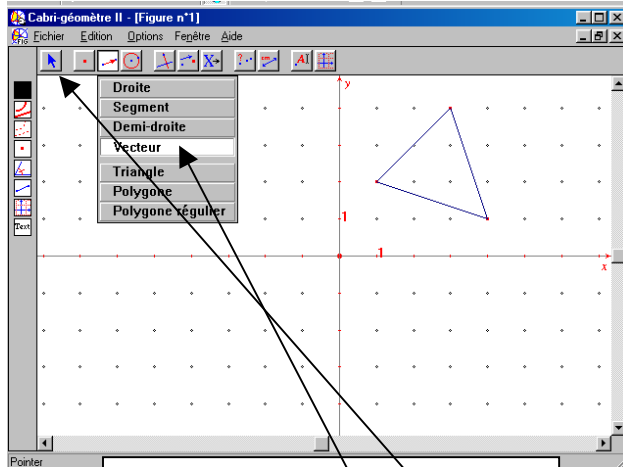 Cabri-géomètre II - [Figure n°1]
Fichier Edition Options Fenêtre Aide
Droite
Segment
Demi-droite
Vecteur
Triangle
Polygone
Polygone régulier
Text
y
1
1
x
Pointer